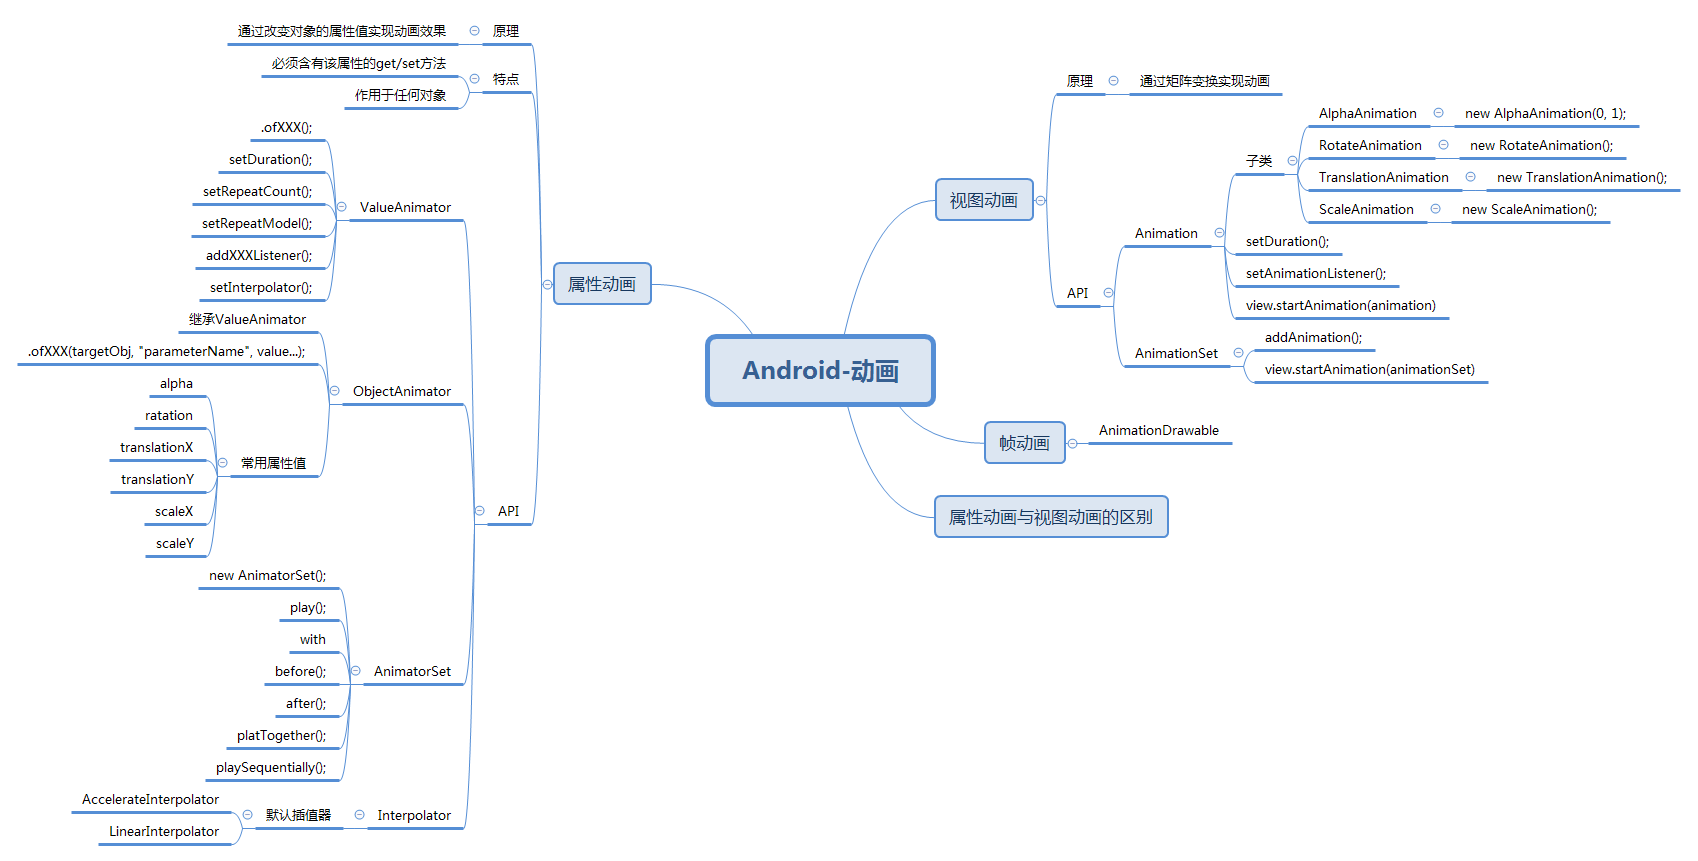 Android-动画
属性动画
原理
通过改变对象的属性值实现动画效果
特点
必须含有该属性的get/set方法
作用于任何对象
API
ValueAnimator
.ofXXX();
setDuration();
setRepeatCount();
setRepeatModel();
addXXXListener();
setInterpolator();
ObjectAnimator
继承ValueAnimator
.ofXXX(targetObj, "parameterName", value...);
常用属性值
alpha
ratation
translationX
translationY
scaleX
scaleY
AnimatorSet
new AnimatorSet();
play();
with
before();
after();
platTogether();
playSequentially();
Interpolator
默认插值器
AccelerateInterpolator
LinearInterpolator
视图动画
原理
通过矩阵变换实现动画
API
Animation
子类
AlphaAnimation
new AlphaAnimation(0, 1);
RotateAnimation
new RotateAnimation();
TranslationAnimation
new TranslationAnimation();
ScaleAnimation
new ScaleAnimation();
setDuration();
setAnimationListener();
view.startAnimation(animation)
AnimationSet
addAnimation();
view.startAnimation(animationSet)
帧动画
AnimationDrawable
属性动画与视图动画的区别